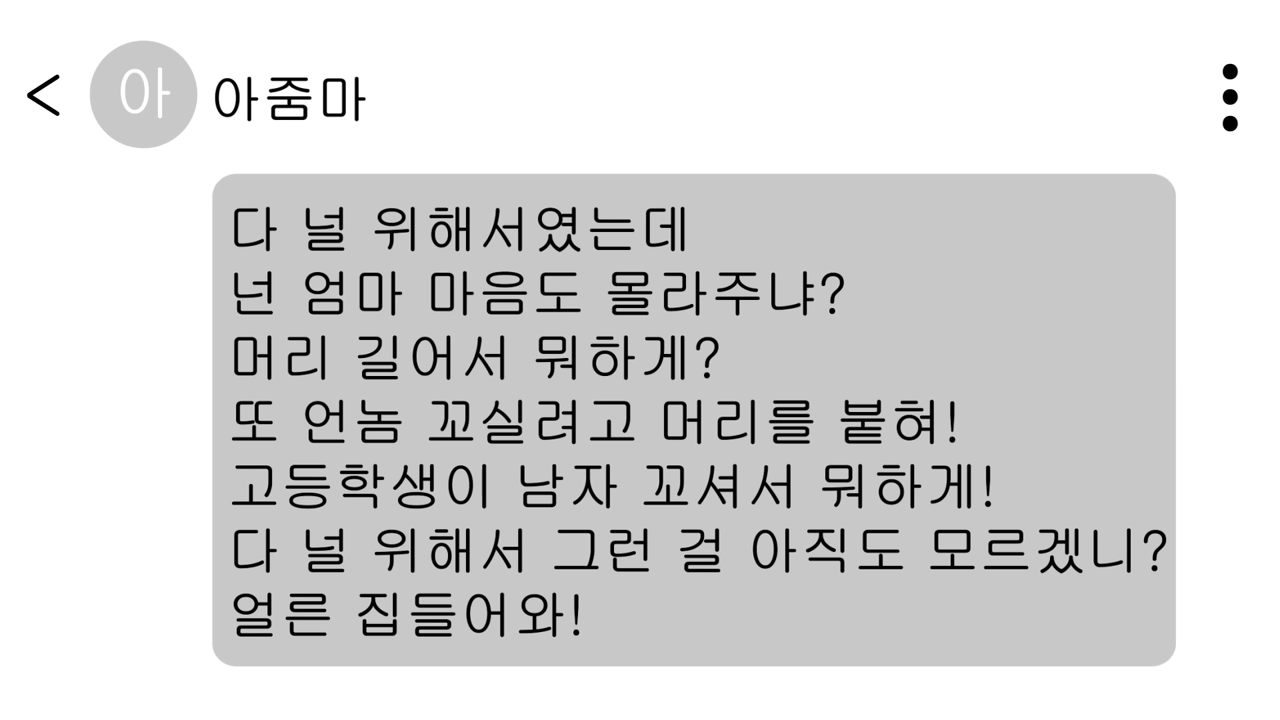 < 아 아줌마
다 널 위해서였는데
넌 엄마 마음도 몰라주냐?
머리 길어서 뭐하게?
또 언놈 꼬실려고 머리를 붙혀!
고등학생이 남자 꼬셔서 뭐하게!
다 널 위해서 그런 걸 아직도 모르겠니?
얼른 집들어와!